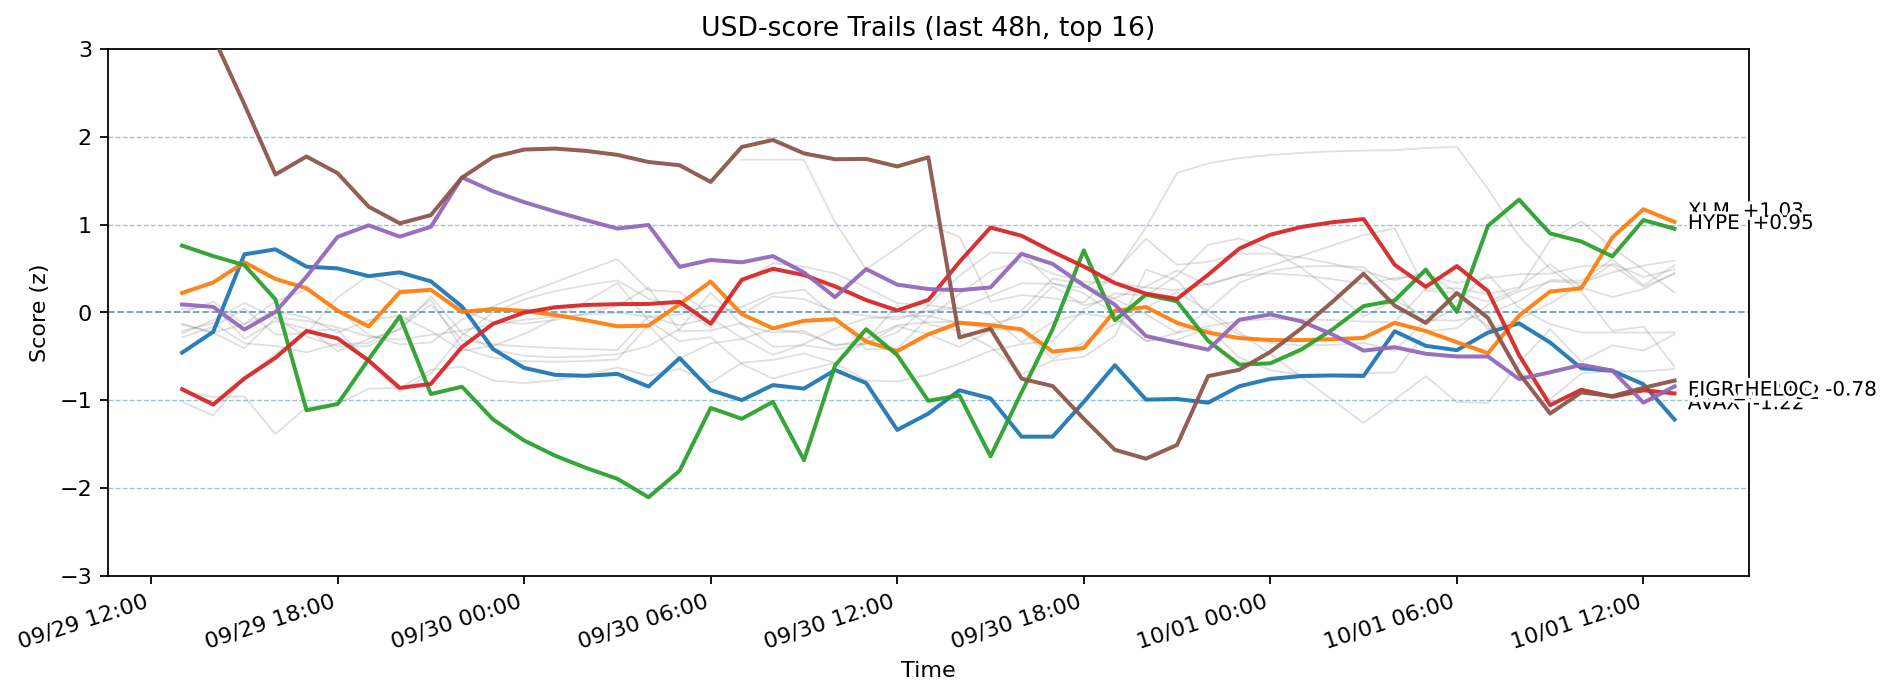 USD-score Trails (last 48h, top 16)
Score (z)
3
2
1
0
−1
−2
−3
XLM +1.03
HYPE +0.95
-0.78
AVAX -1.22
09/29 12:00
09/29 18:00
09/30 00:00
09/30 06:00
09/30 12:00
09/30 18:00
10/01 00:00
10/01 06:00
10/01 12:00
Time